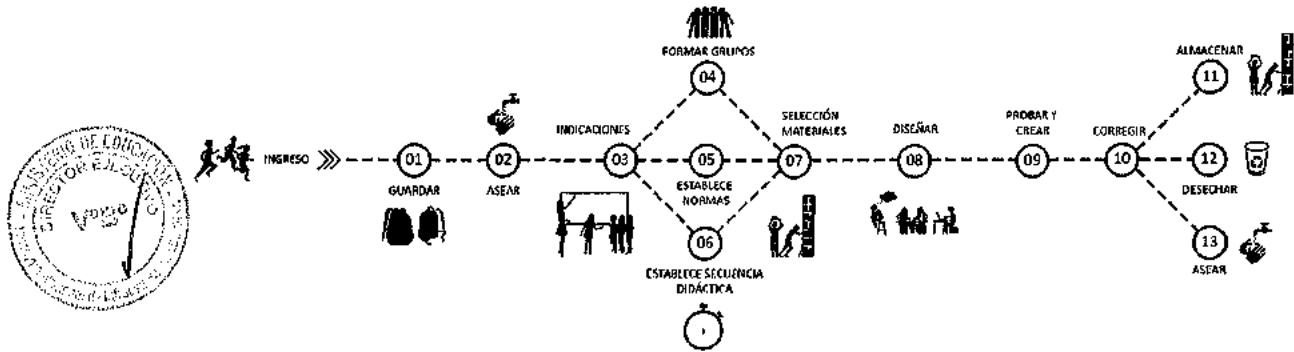 FORMAR GRUPOS
04
ALMACENAR
11
INGRESO
01
GUARDAR
02
ASEAR
INDICACIONES
03
05
ESTABLECE
NORMAS
06
ESTABLECE SECUENCIA
DIDÁCTICA
SELECCIÓN
MATERIALES
07
DISEÑAR
08
PROBAR Y
CREAR
09
CORREGIR
10
12
DESECHAR
13
ASEAR
DIRECTOR EJECUTIVO
VºBº